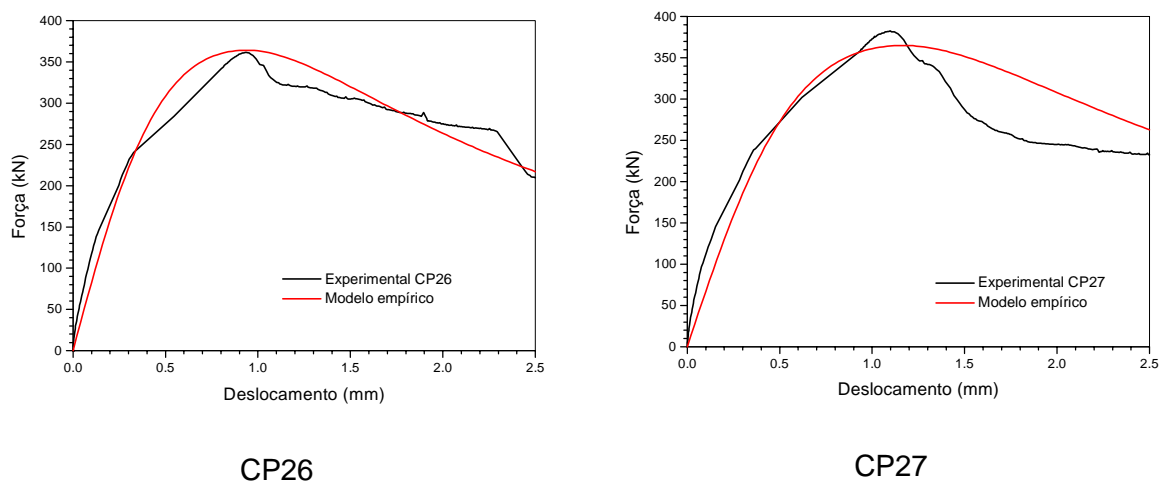 400
350
300
250
200
150
100
50
0
Força (kN)
0.0 0.5 1.0 1.5 2.0 2.5
Deslocamento (mm)
Experimental CP26
Modelo empírico
CP26
400
350
300
250
200
150
100
50
0
Força (kN)
0.0 0.5 1.0 1.5 2.0 2.5
Deslocamento (mm)
Experimental CP27
Modelo empírico
CP27